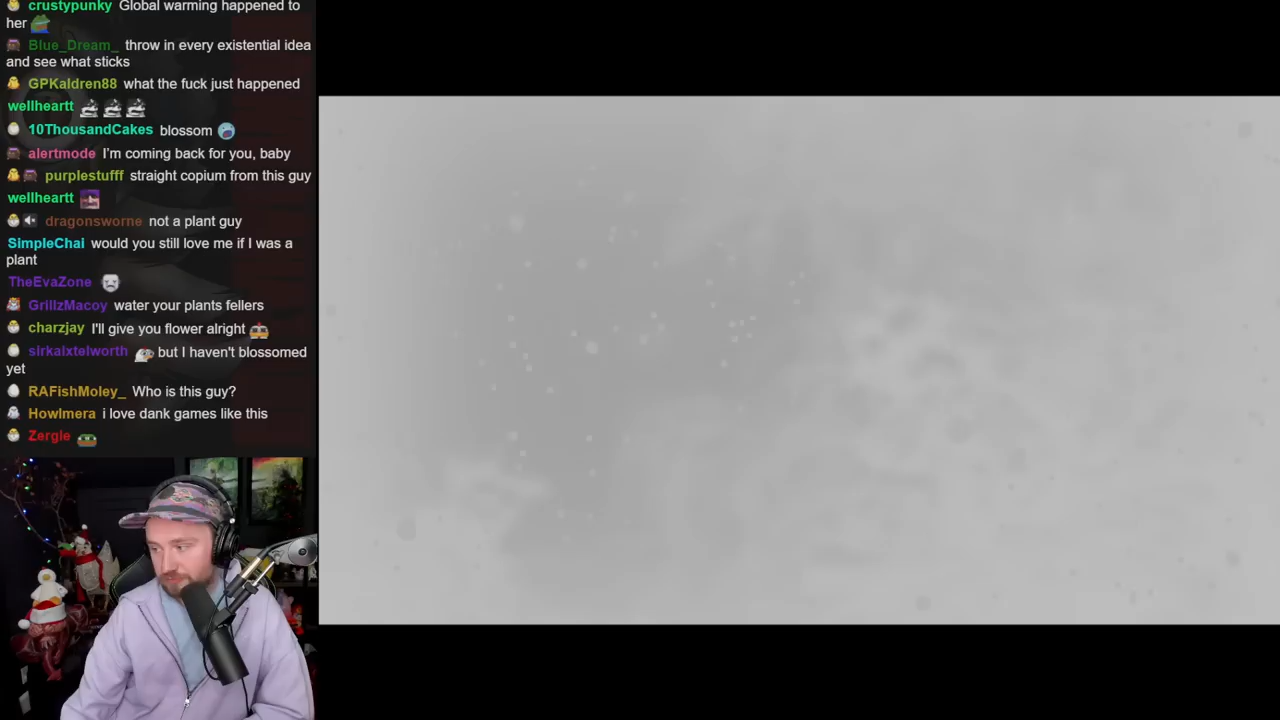 crustypunky Global warming happened to
her
Blue_Dream_ throw in every existential idea
and see what sticks
GPKaldren88 what the fuck just happened
wellheartt
10ThousandCakes blossom
alertmode I'm coming back for you, baby
purplestufff straight copium from this guy
wellheartt
dragonsworne not a plant guy
SimpleChai would you still love me if I was a
plant
TheEvaZone
GrillzMacoy water your plants fellers
charzjay I'll give you flower alright
sirkaixtelworth but I haven't blossomed
yet
RAFishMoley_ Who is this guy?
Howlmera i love dank games like this
Zergle